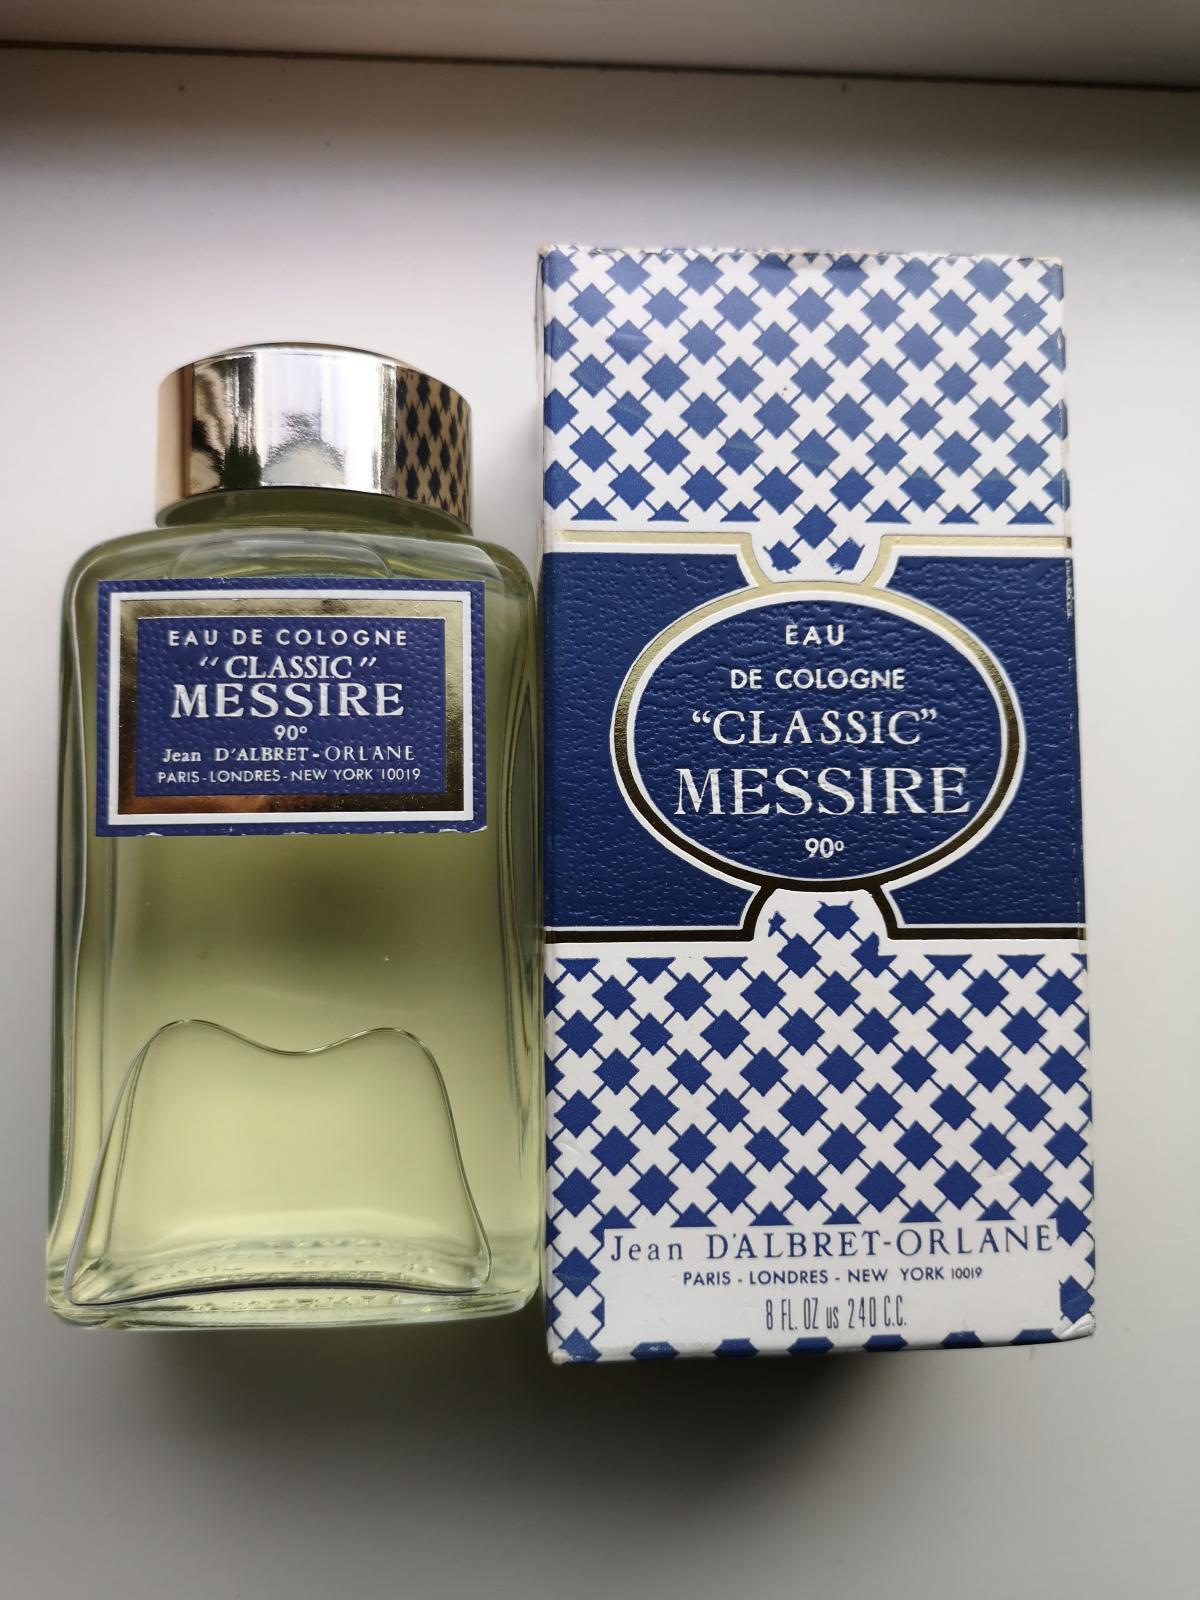 EAU DE COLOGNE
"CLASSIC"
MESSIRE
90°
Jean D'ALBRET-ORLANE
PARIS-LONDRES-NEW YORK 10019
EAU
DE COLOGNE
“CLASSIC”
MESSIRE
90°
Jean D'ALBRET-ORLANE
PARIS - LONDRES - NEW YORK 10019
8 FL. OZ us 240 C.C.